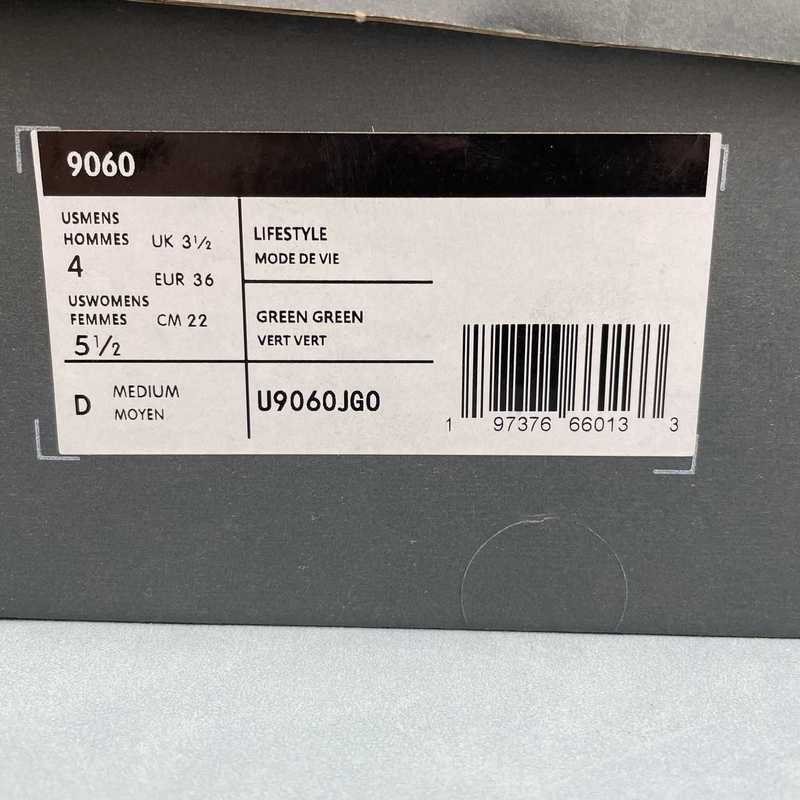 9060
USMENS
HOMMES
4
UK 3½
EUR 36
USWOMENS
FEMMES
5½
CM 22
D
MEDIUM
MOYEN
LIFESTYLE
MODE DE VIE
GREEN GREEN
VERT VERT
U9060JGO
1 97376 66013 3